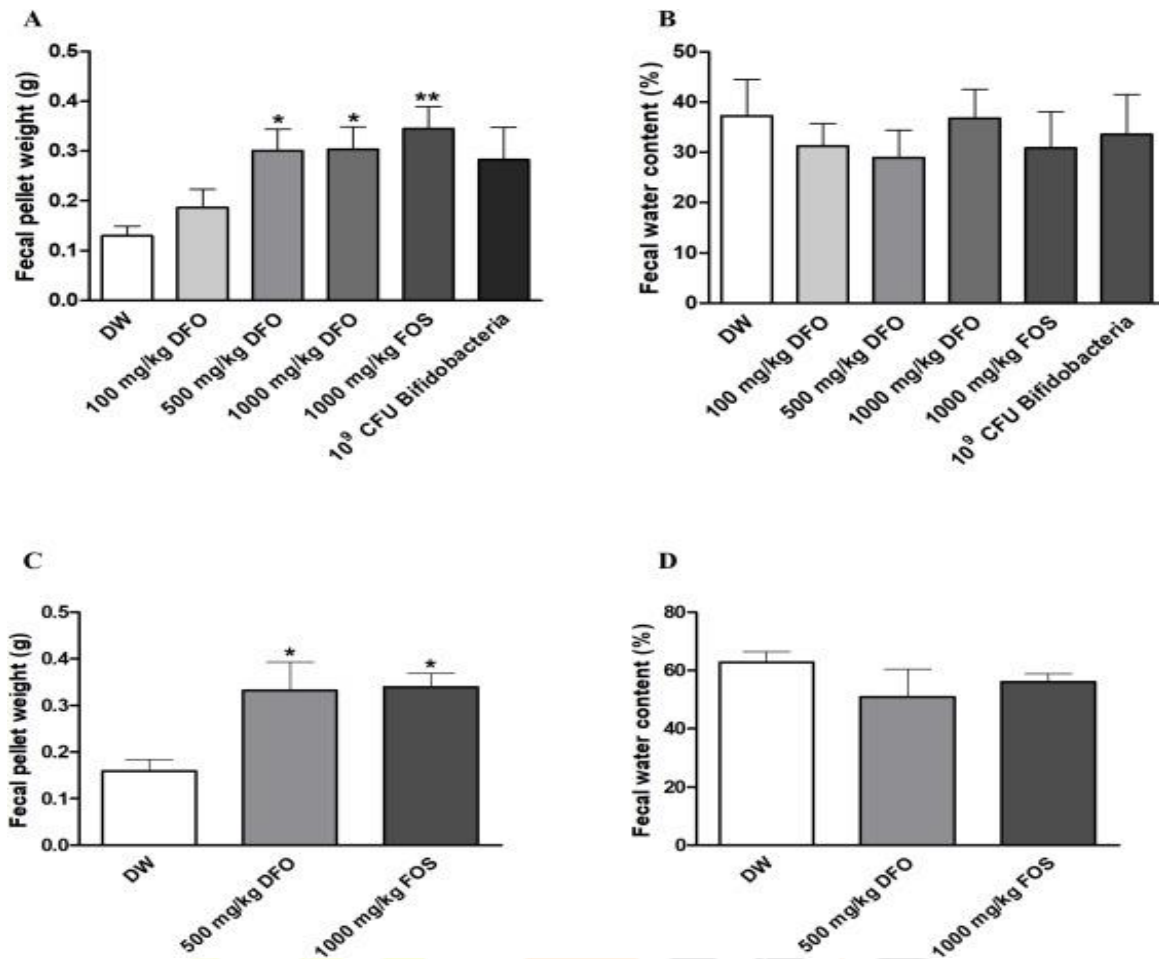 A
Fecal pellet weight (g)
0.5
0.4
0.3
0.2
0.1
0.0
* * **
DW
100 mg/kg DFO
500 mg/kg DFO
1000 mg/kg DFO
1000 mg/kg FOS
10⁹ CFU Bifidobacteria
B
Fecal water content (%)
50
40
30
20
10
0
DW
100 mg/kg DFO
500 mg/kg DFO
1000 mg/kg DFO
1000 mg/kg FOS
10⁹ CFU Bifidobacteria
C
Fecal pellet weight (g)
0.5
0.4
0.3
0.2
0.1
0.0
* *
DW
500 mg/kg DFO
1000 mg/kg FOS
D
Fecal water content (%)
80
60
40
20
0
DW
500 mg/kg DFO
1000 mg/kg FOS